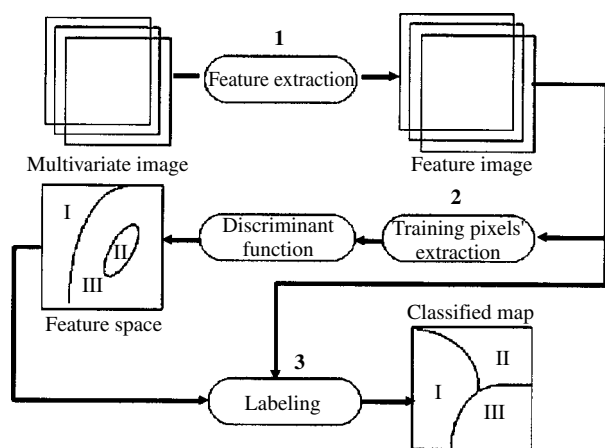 1
Feature extraction
Multivariate image
Feature image
2
I
II
III
Discriminant
function
Training pixels'
extraction
Feature space
Classified map
3
Labeling
I
II
III